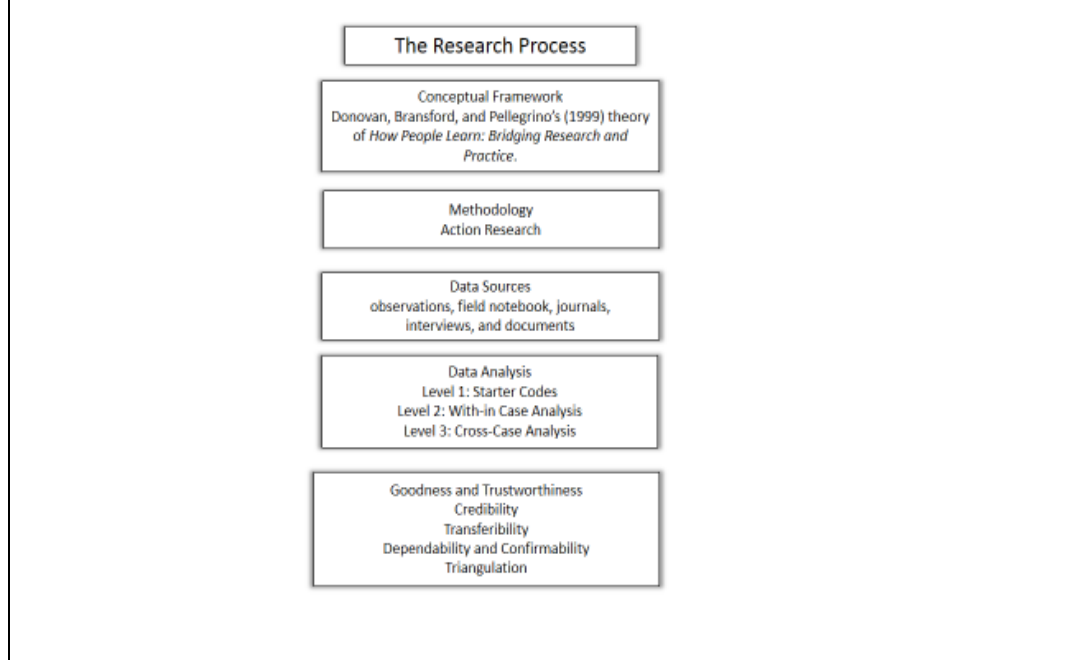 The Research Process
Conceptual Framework
Donovan, Bransford, and Pellegrino's (1999) theory
of How People Learn: Bridging Research and
Practice.
Methodology
Action Research
Data Sources
observations, field notebook, journals,
interviews, and documents
Data Analysis
Level 1: Starter Codes
Level 2: With-in Case Analysis
Level 3: Cross-Case Analysis
Goodness and Trustworthiness
Credibility
Transferibility
Dependability and Confirmability
Triangulation